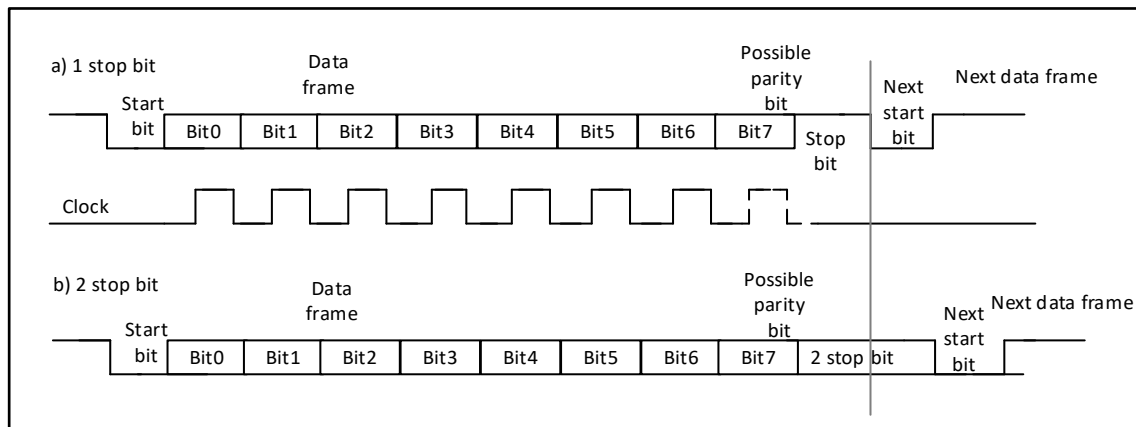 a) 1 stop bit
Data
frame
Possible
parity
bit
Next data frame
Start
bit
Bit0 Bit1 Bit2 Bit3 Bit4 Bit5 Bit6 Bit7
Stop
bit
Next
start
bit
Clock
b) 2 stop bit
Data
frame
Possible
parity
bit
Next data frame
Start
bit
Bit0 Bit1 Bit2 Bit3 Bit4 Bit5 Bit6 Bit7 2 stop bit
Next
start
bit